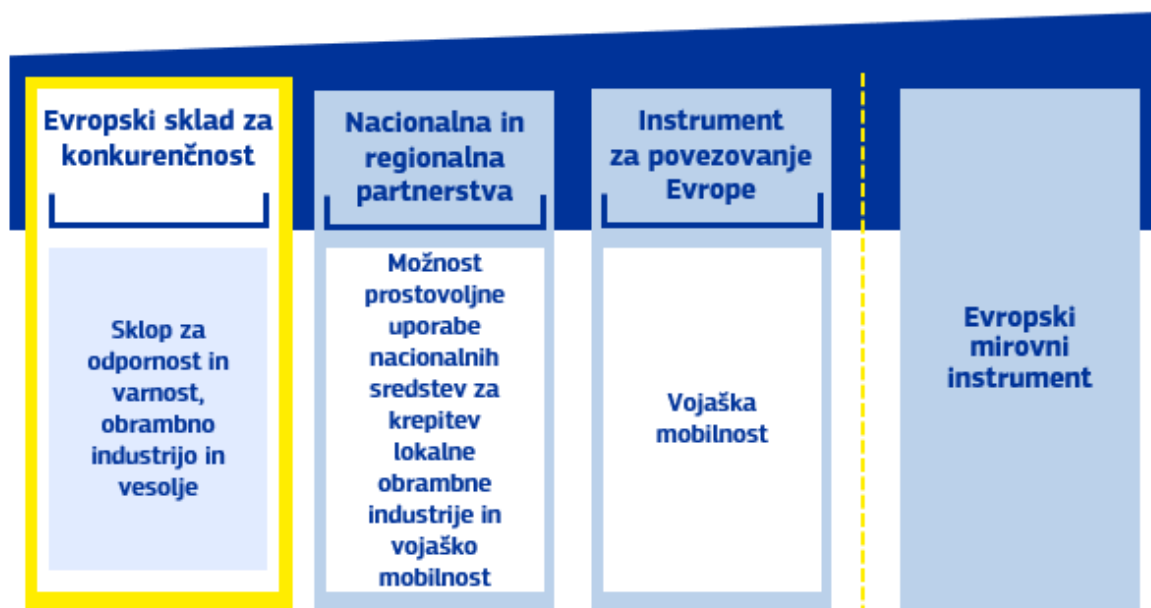 Evropski sklad za
konkurenčnost
Sklop za
odpornost in
varnost,
obrambno
industrijo in
vesolje
Nacionalna in
regionalna
partnerstva
Možnost
prostovoljne
uporabe
nacionalnih
sredstev za
krepitev
lokalne
obrambne
industrije in
vojaško
mobilnost
Instrument
za povezovanje
Evrope
Vojaška
mobilnost
Evropski
mirovni
instrument